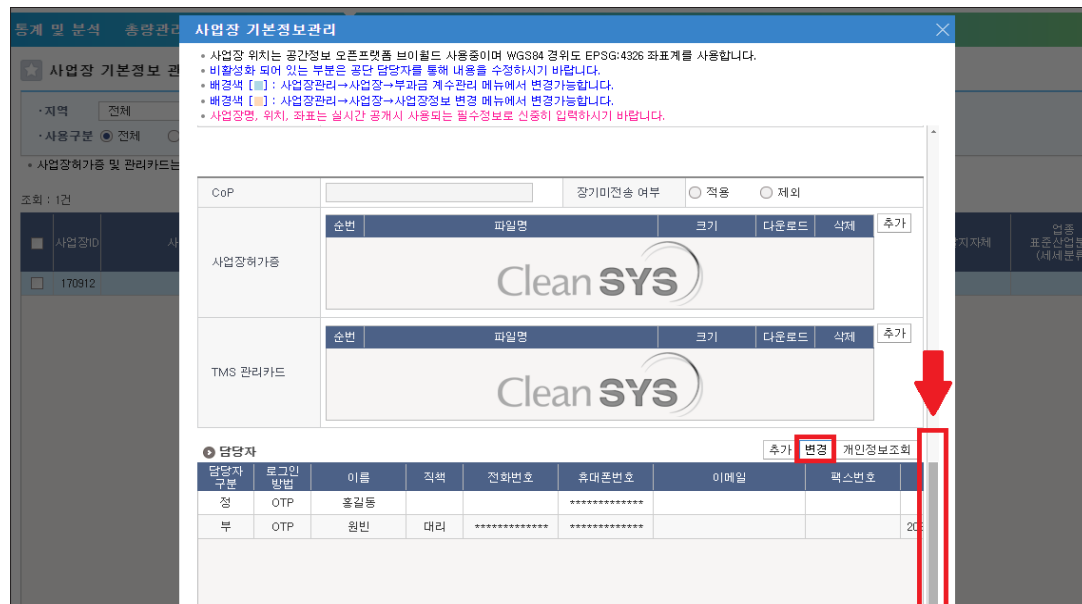 통계 및 분석 총량관리
사업장 기본정보관리
사업장 기본정보 관
• 사업장 위치는 공간정보 오픈프랫폼 브이월드 사용중이며 WGS84 경위도 EPSG:4326 좌표계를 사용합니다.
• 비활성화 되어 있는 부분은 공단 담당자를 통해 내용을 수정하시기 바랍니다.
• 배경색 [■] : 사업장관리→사업장→부과금 계수관리 메뉴에서 변경가능합니다.
• 배경색 [■] : 사업장관리→사업장→사업장정보 변경 메뉴에서 변경가능합니다.
• 사업장명, 위치, 좌표는 실시간 공개시 사용되는 필수정보로 신중히 입력하시기 바랍니다.
·지역 전체
·사용구분 전체
• 사업장허가증 및 관리카드는
조회 : 1건
사업장ID 사
170912
지자체
업종
표준산업분
(세세분류
CoP 장기미전송 여부 적용 제외
사업장허가증
순번 파일명 크기 다운로드 삭제 추가
Clean SYS
TMS 관리카드
순번 파일명 크기 다운로드 삭제 추가
Clean SYS
담당자 추가 변경 개인정보조회
담당자 구분 로그인 방법 이름 직책 전화번호 휴대폰번호 이메일 팩스번호
정 OTP 홍길동 *************
부 OTP 원빈 대리 ************* *************